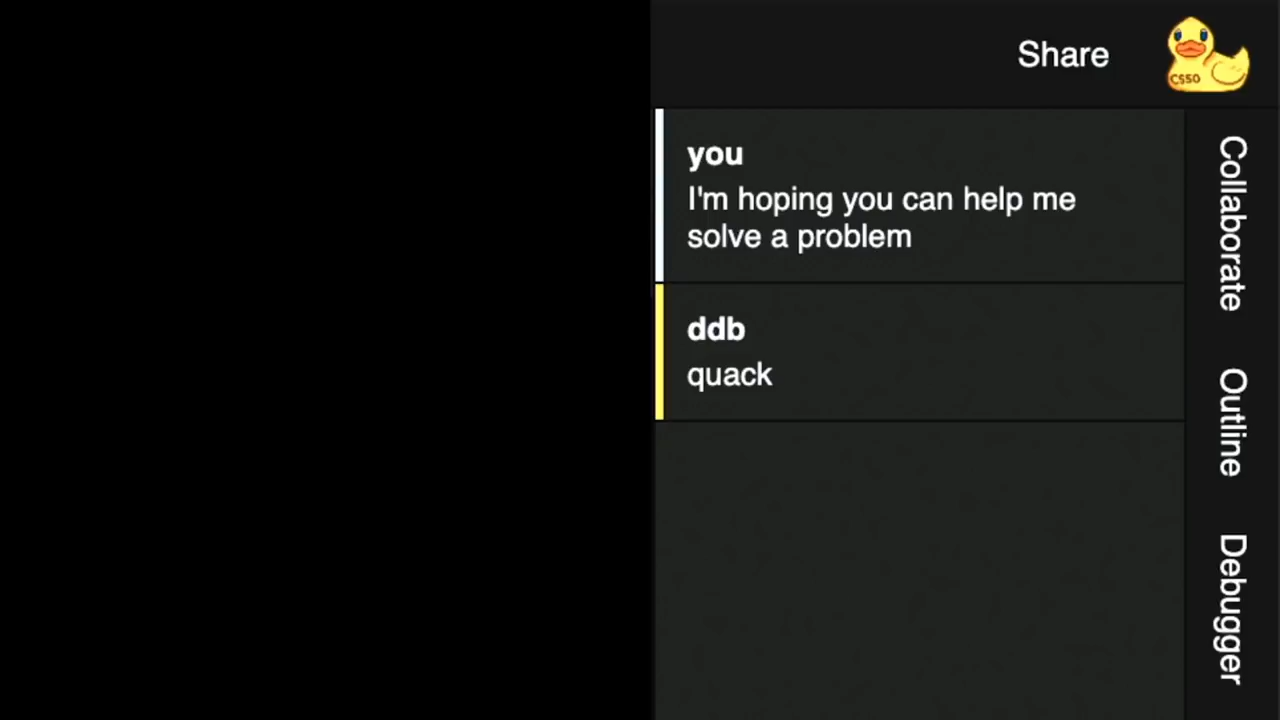 Share
CS50
you
I'm hoping you can help me
solve a problem
ddb
quack
Collaborate
Outline
Debugger